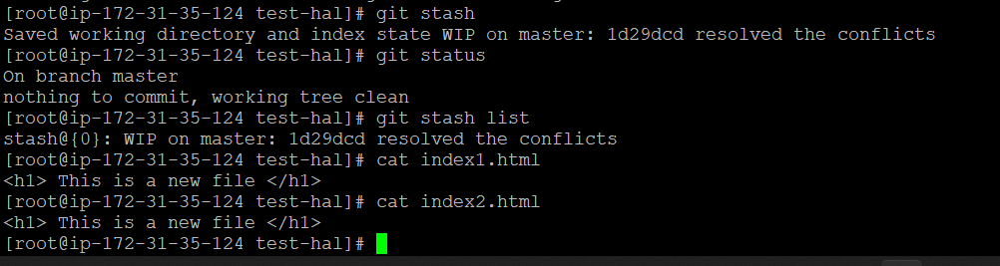 [root@ip-172-31-35-124 test-hal]# git stash
Saved working directory and index state WIP on master: 1d29dcd resolved the conflicts
[root@ip-172-31-35-124 test-hal]# git status
On branch master
nothing to commit, working tree clean
[root@ip-172-31-35-124 test-hal]# git stash list
stash@{0}: WIP on master: 1d29dcd resolved the conflicts
[root@ip-172-31-35-124 test-hal]# cat index1.html
<h1> This is a new file </h1>
[root@ip-172-31-35-124 test-hal]# cat index2.html
<h1> This is a new file </h1>
[root@ip-172-31-35-124 test-hal]#